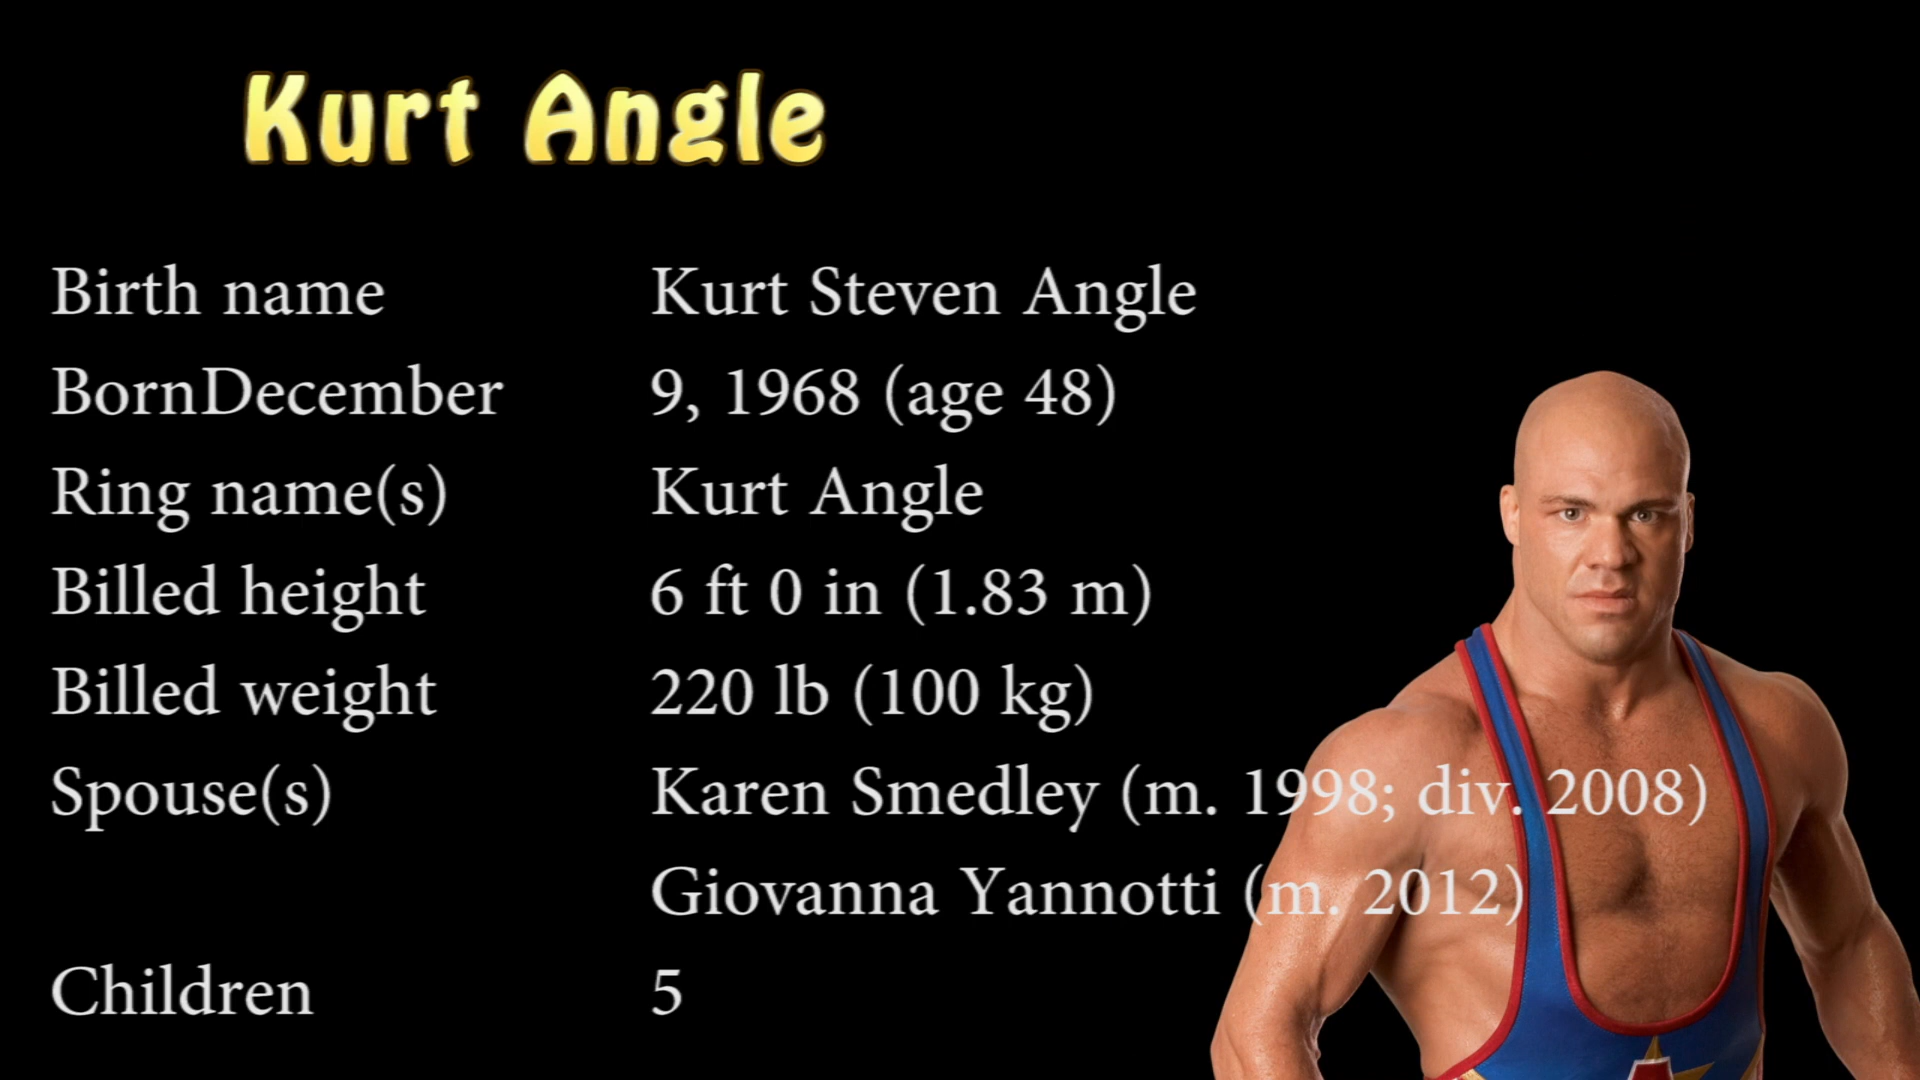 Kurt Angle
Birth name Kurt Steven Angle
BornDecember 9, 1968 (age 48)
Ring name(s) Kurt Angle
Billed height 6 ft 0 in (1.83 m)
Billed weight 220 lb (100 kg)
Spouse(s) Karen Smedley (m. 1998; div. 2008)
Giovanna Yannotti (m. 2012)
Children 5